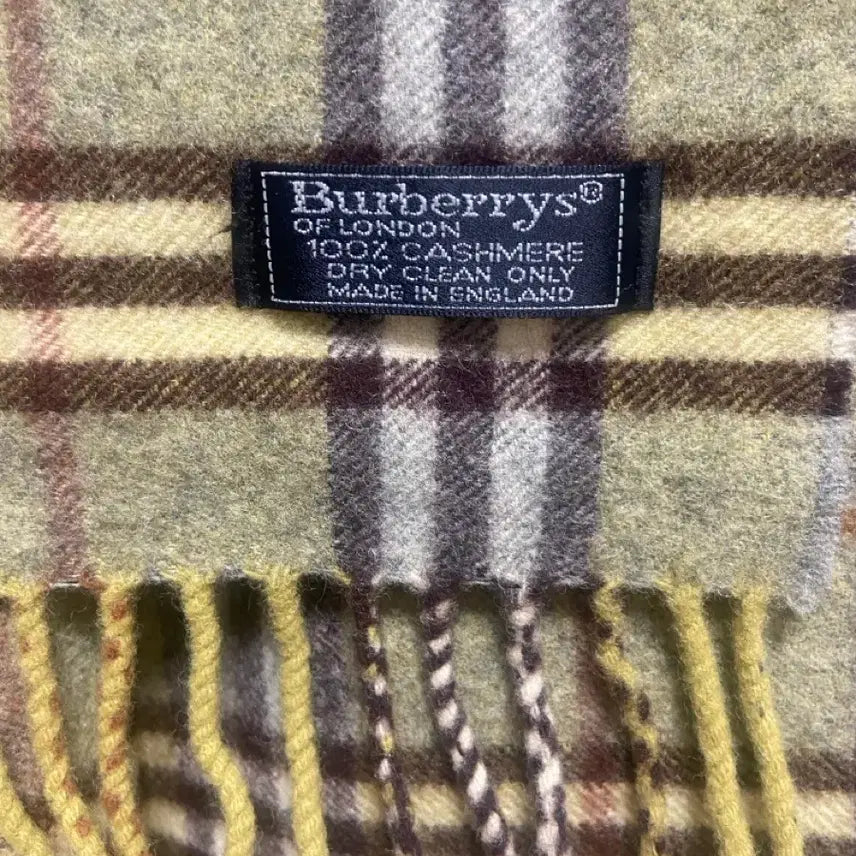 Burberrys®
OF LONDON
100% CASHMERE
DRY CLEAN ONLY
MADE IN ENGLAND